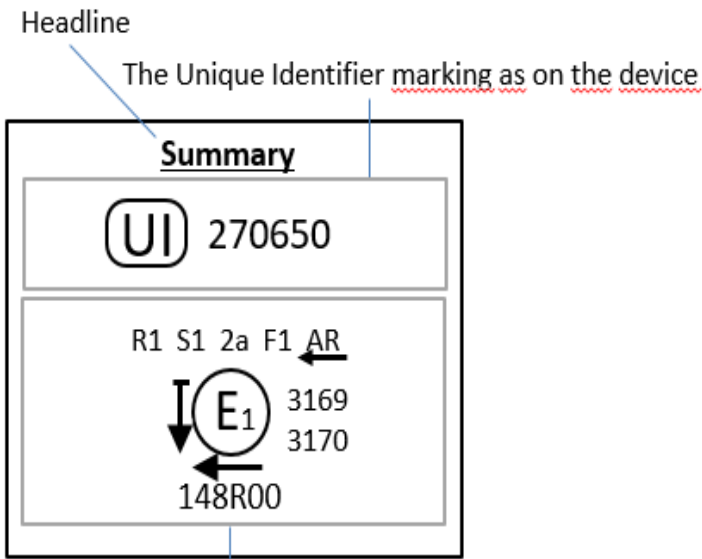 Headline
The Unique Identifier marking as on the device
Summary
UI 270650
R1 S1 2a F1 AR
E1 3169
3170
148R00